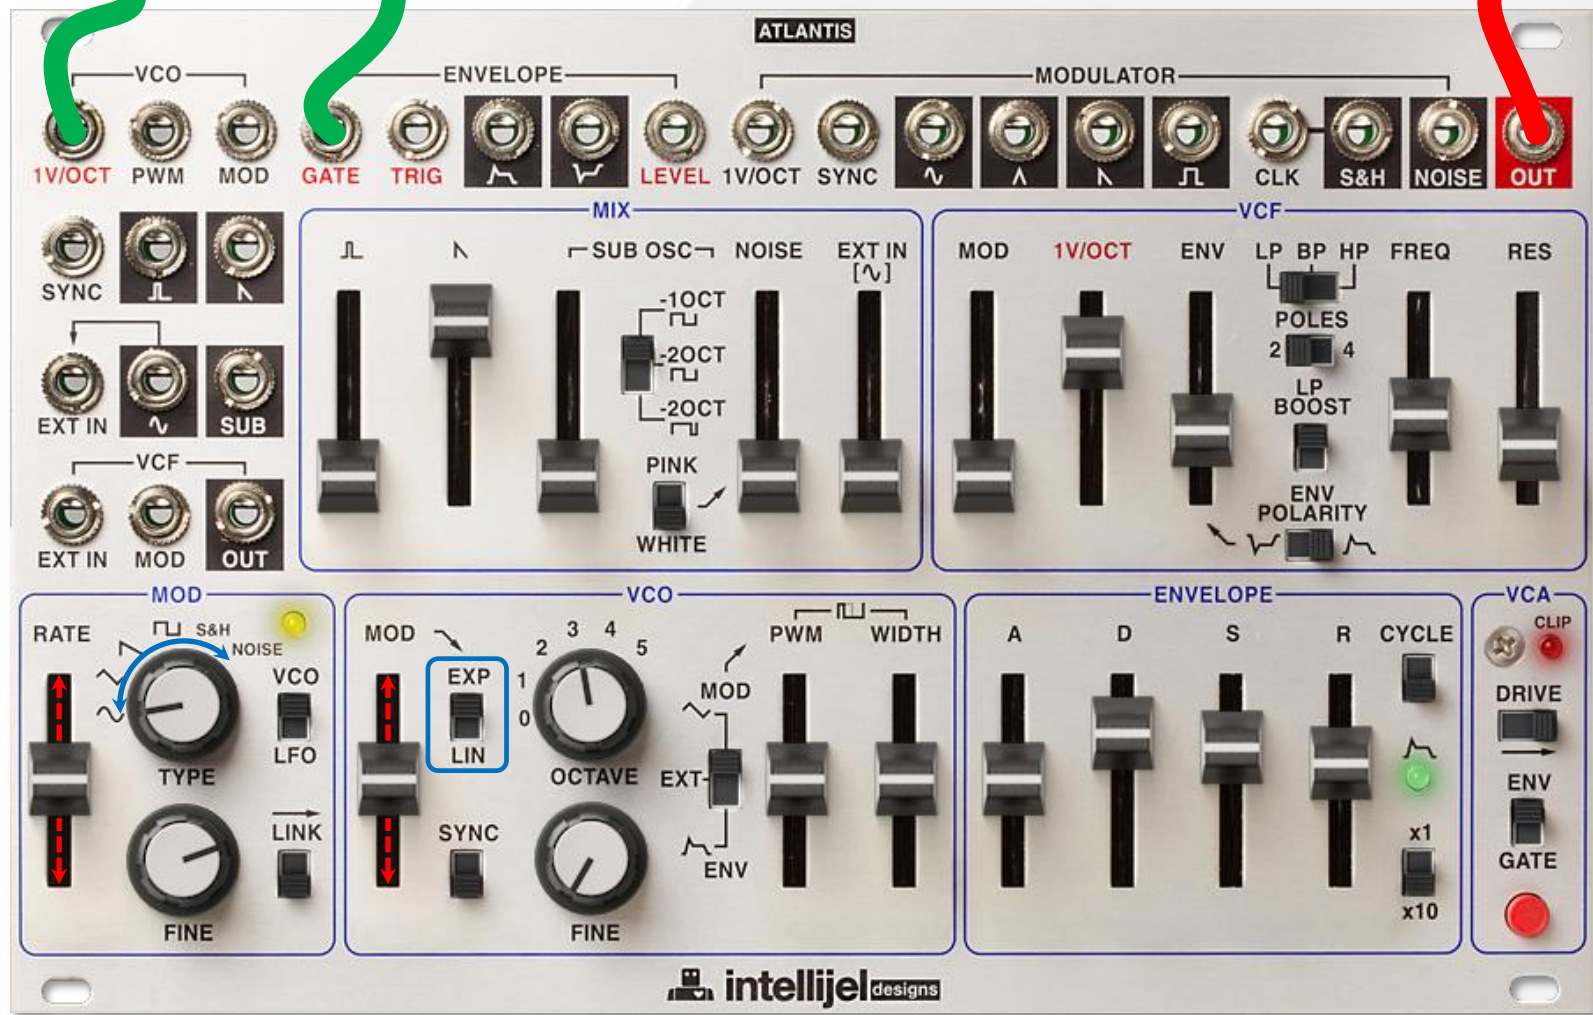 ATLANTIS
VCO
ENVELOPE
MODULATOR
1V/OCT PWM MOD GATE TRIG LEVEL 1V/OCT SYNC CLK S&H NOISE OUT
SYNC
EXT IN SUB
VCF
EXT IN MOD OUT
MIX
SUB OSC NOISE EXT IN
[∿]
-1OCT
-2OCT
-2OCT
PINK
WHITE
VCF
MOD 1V/OCT ENV LP BP HP FREQ RES
POLES
2 4
LP
BOOST
ENV
POLARITY
MOD
RATE
S&H
NOISE
VCO
LFO
TYPE
LINK
FINE
VCO
MOD
EXP
LIN
SYNC
0 1 2 3 4 5
OCTAVE
FINE
MOD
EXT
ENV
PWM WIDTH
ENVELOPE
A D S R CYCLE
x1
x10
VCA
CLIP
DRIVE
ENV
GATE
intellijel designs